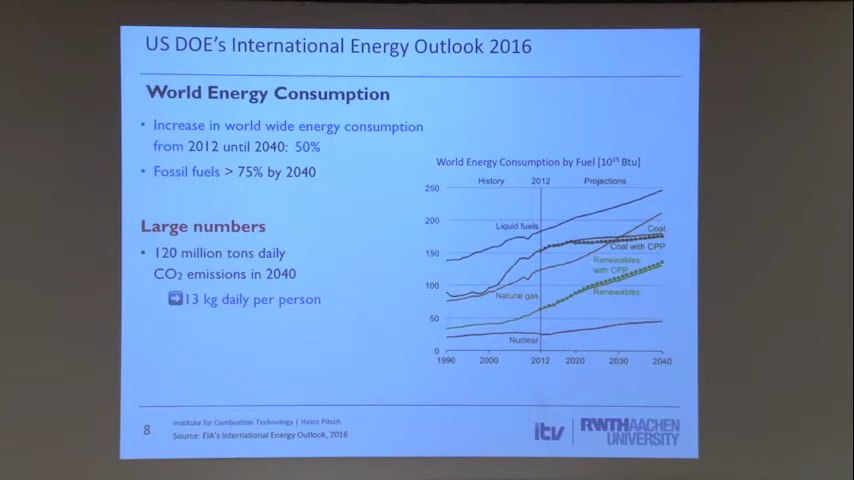 US DOE's International Energy Outlook 2016
World Energy Consumption
• Increase in world wide energy consumption
from 2012 until 2040: 50%
• Fossil fuels > 75% by 2040
Large numbers
• 120 million tons daily
CO₂ emissions in 2040
➡13 kg daily per person
World Energy Consumption by Fuel [10¹⁵ Btu]
History 2012 Projections
250
200
150
100
50
0
Liquid fuels
Coal
Coal with CPP
Renewables
with CPP
Renewables
Natural gas
Nuclear
1990 2000 2012 2020 2030 2040
8
Institute for Combustion Technology | Heinz Pitsch
Source: EIA's International Energy Outlook, 2016
itv
RWTHAACHEN
UNIVERSITY